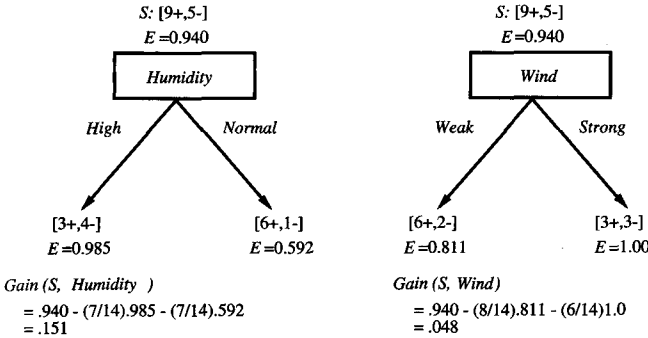 S: [9+,5-]
E=0.940
Humidity
High
Normal
[3+,4-]
E=0.985
[6+,1-]
E=0.592
Gain (S, Humidity )
= .940 - (7/14).985 - (7/14).592
= .151
S: [9+,5-]
E=0.940
Wind
Weak
Strong
[6+,2-]
E=0.811
[3+,3-]
E=1.00
Gain (S, Wind)
= .940 - (8/14).811 - (6/14)1.0
= .048